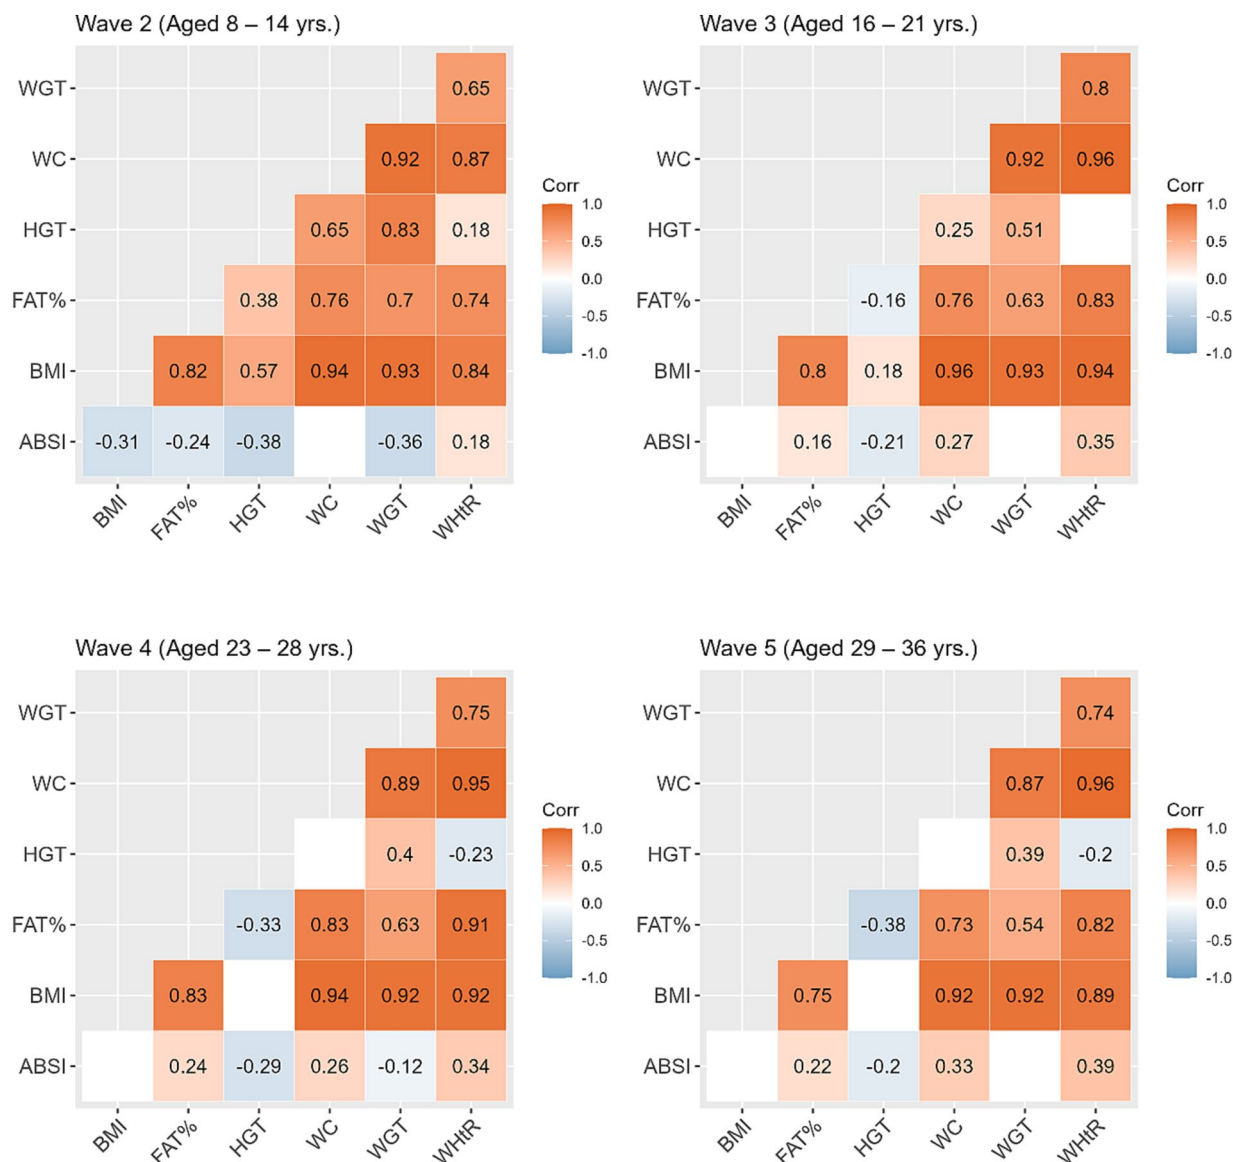 Wave 2 (Aged 8 – 14 yrs.)
WGT
0.65
WC
0.92 0.87
HGT
0.65 0.83 0.18
FAT%
0.38 0.76 0.7 0.74
BMI
0.82 0.57 0.94 0.93 0.84
ABSI
-0.31 -0.24 -0.38 -0.36 0.18
BMI FAT% HGT WC WGT WHtR
Corr
1.0
0.5
0.0
-0.5
-1.0
Wave 3 (Aged 16 – 21 yrs.)
WGT
0.8
WC
0.92 0.96
HGT
0.25 0.51
FAT%
-0.16 0.76 0.63 0.83
BMI
0.8 0.18 0.96 0.93 0.94
ABSI
0.16 -0.21 0.27 0.35
BMI FAT% HGT WC WGT WHtR
Corr
1.0
0.5
0.0
-0.5
-1.0
Wave 4 (Aged 23 – 28 yrs.)
WGT
0.75
WC
0.89 0.95
HGT
0.4 -0.23
FAT%
-0.33 0.83 0.63 0.91
BMI
0.83 0.94 0.92 0.92
ABSI
0.24 -0.29 0.26 -0.12 0.34
BMI FAT% HGT WC WGT WHtR
Corr
1.0
0.5
0.0
-0.5
-1.0
Wave 5 (Aged 29 – 36 yrs.)
WGT
0.74
WC
0.87 0.96
HGT
0.39 -0.2
FAT%
-0.38 0.73 0.54 0.82
BMI
0.75 0.92 0.92 0.89
ABSI
0.22 -0.2 0.33 0.39
BMI FAT% HGT WC WGT WHtR
Corr
1.0
0.5
0.0
-0.5
-1.0